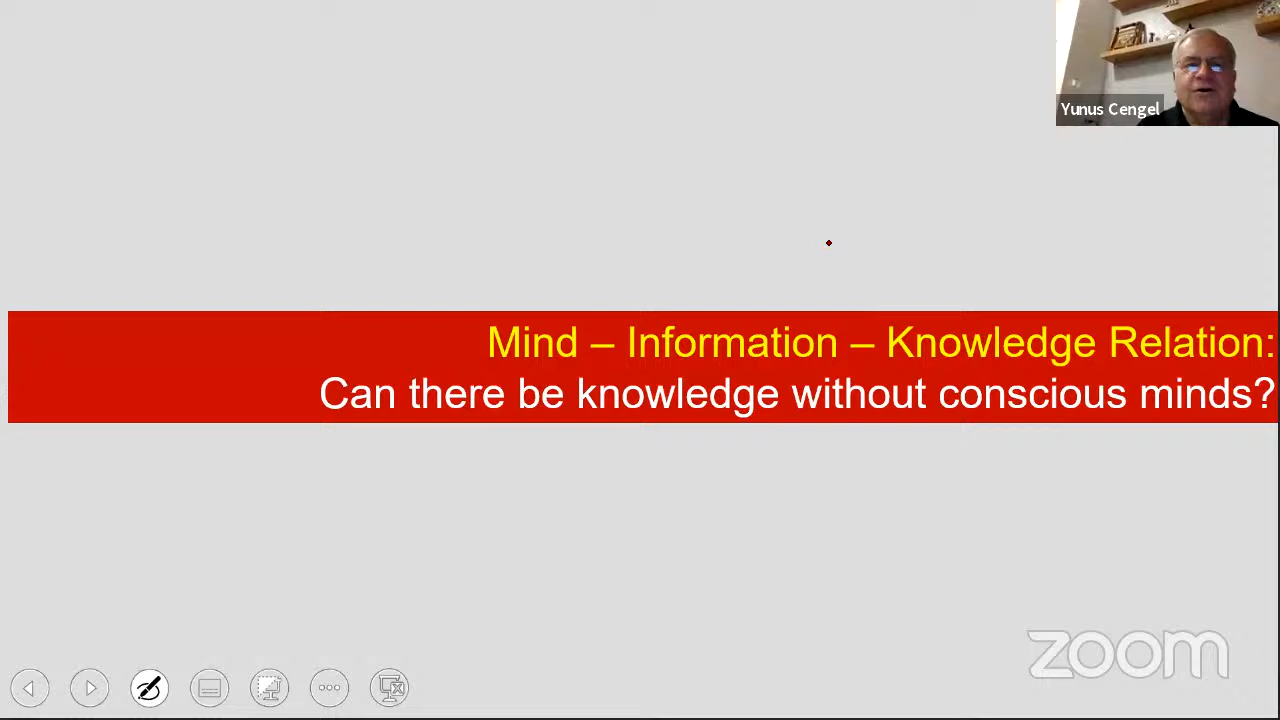 Yunus Cengel
Mind – Information – Knowledge Relation:
Can there be knowledge without conscious minds?
zoom